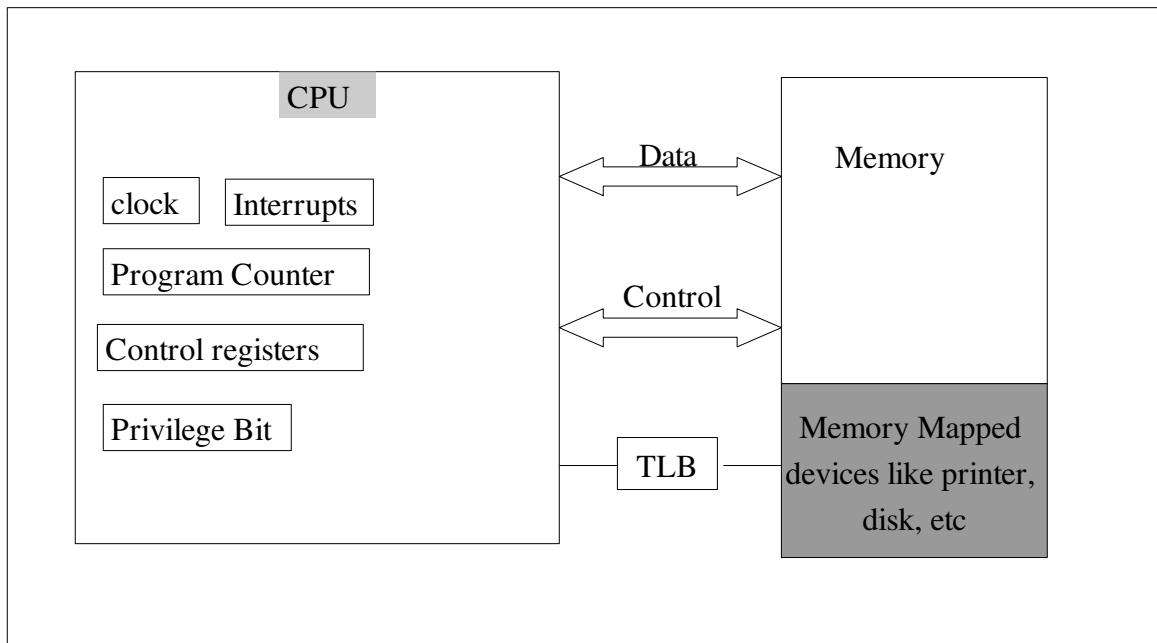 CPU
clock
Interrupts
Program Counter
Control registers
Privilege Bit
Data
Control
TLB
Memory
Memory Mapped
devices like printer,
disk, etc